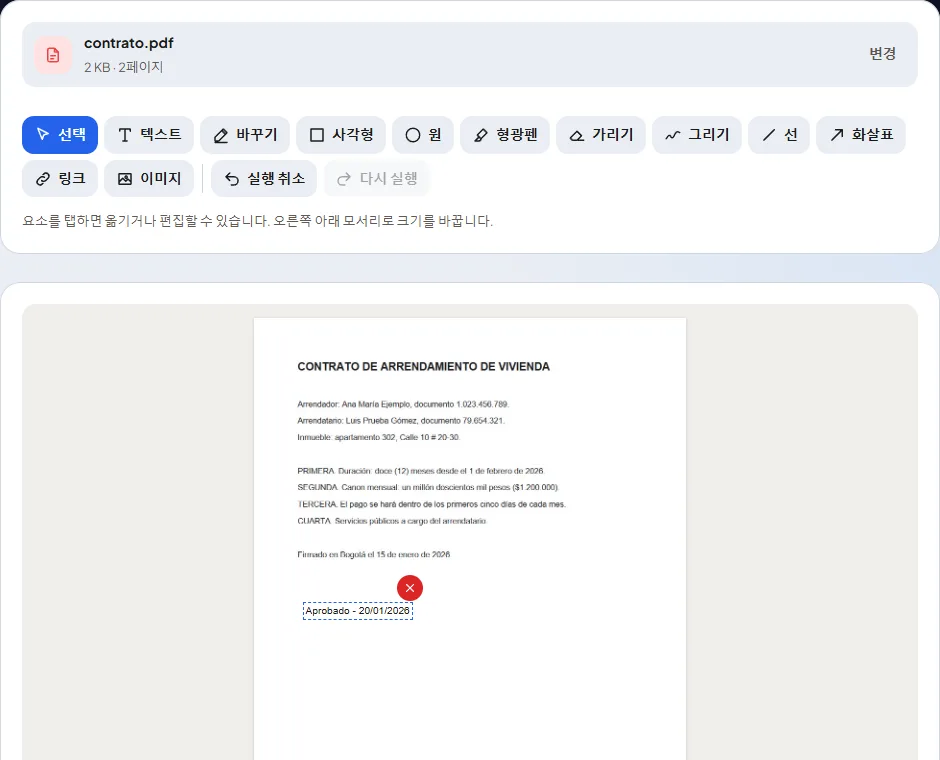 contrato.pdf
2 KB · 2페이지
변경
선택
텍스트
바꾸기
사각형
원
형광펜
가리기
그리기
선
화살표
링크
이미지
실행 취소
다시 실행
요소를 탭하면 옮기거나 편집할 수 있습니다. 오른쪽 아래 모서리로 크기를 바꿉니다.
CONTRATO DE ARRENDAMIENTO DE VIVIENDA
Arrendador: Ana María Ejemplo, documento 1.023.456.789.
Arrendatario: Luis Prueba Gómez, documento 79.654.321.
Inmueble: apartamento 302, Calle 10 # 20-30.
PRIMERA. Duración: doce (12) meses desde el 1 de febrero de 2026.
SEGUNDA. Canon mensual: un millón doscientos mil pesos ($1.200.000).
TERCERA. El pago se hará dentro de los primeros cinco días de cada mes.
CUARTA. Servicios públicos a cargo del arrendatario.
Firmado en Bogotá el 15 de enero de 2026.
Aprobado - 20/01/2026